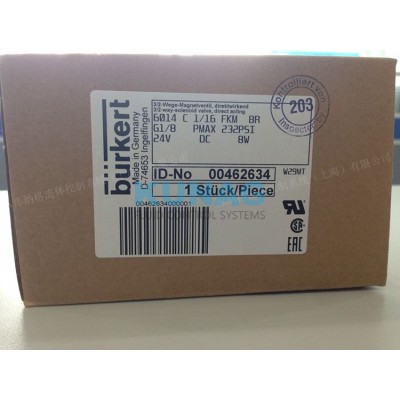 bürkert
Made in Germany
D-74653 Ingelfingen
3/2-Wege-Magnetventil, direktwirkend
3/2-way-solenoid valve, direct acting
6014 C 1/16 FKM BR
G1/8 PMAX 232PSI
24V DC 8W
ID-No 00462634
W29MT
1 Stück/Piece
00462634000001
Kontrolliert von
203
Inspected by
FLUID CONTROL SYSTEMS
EAC